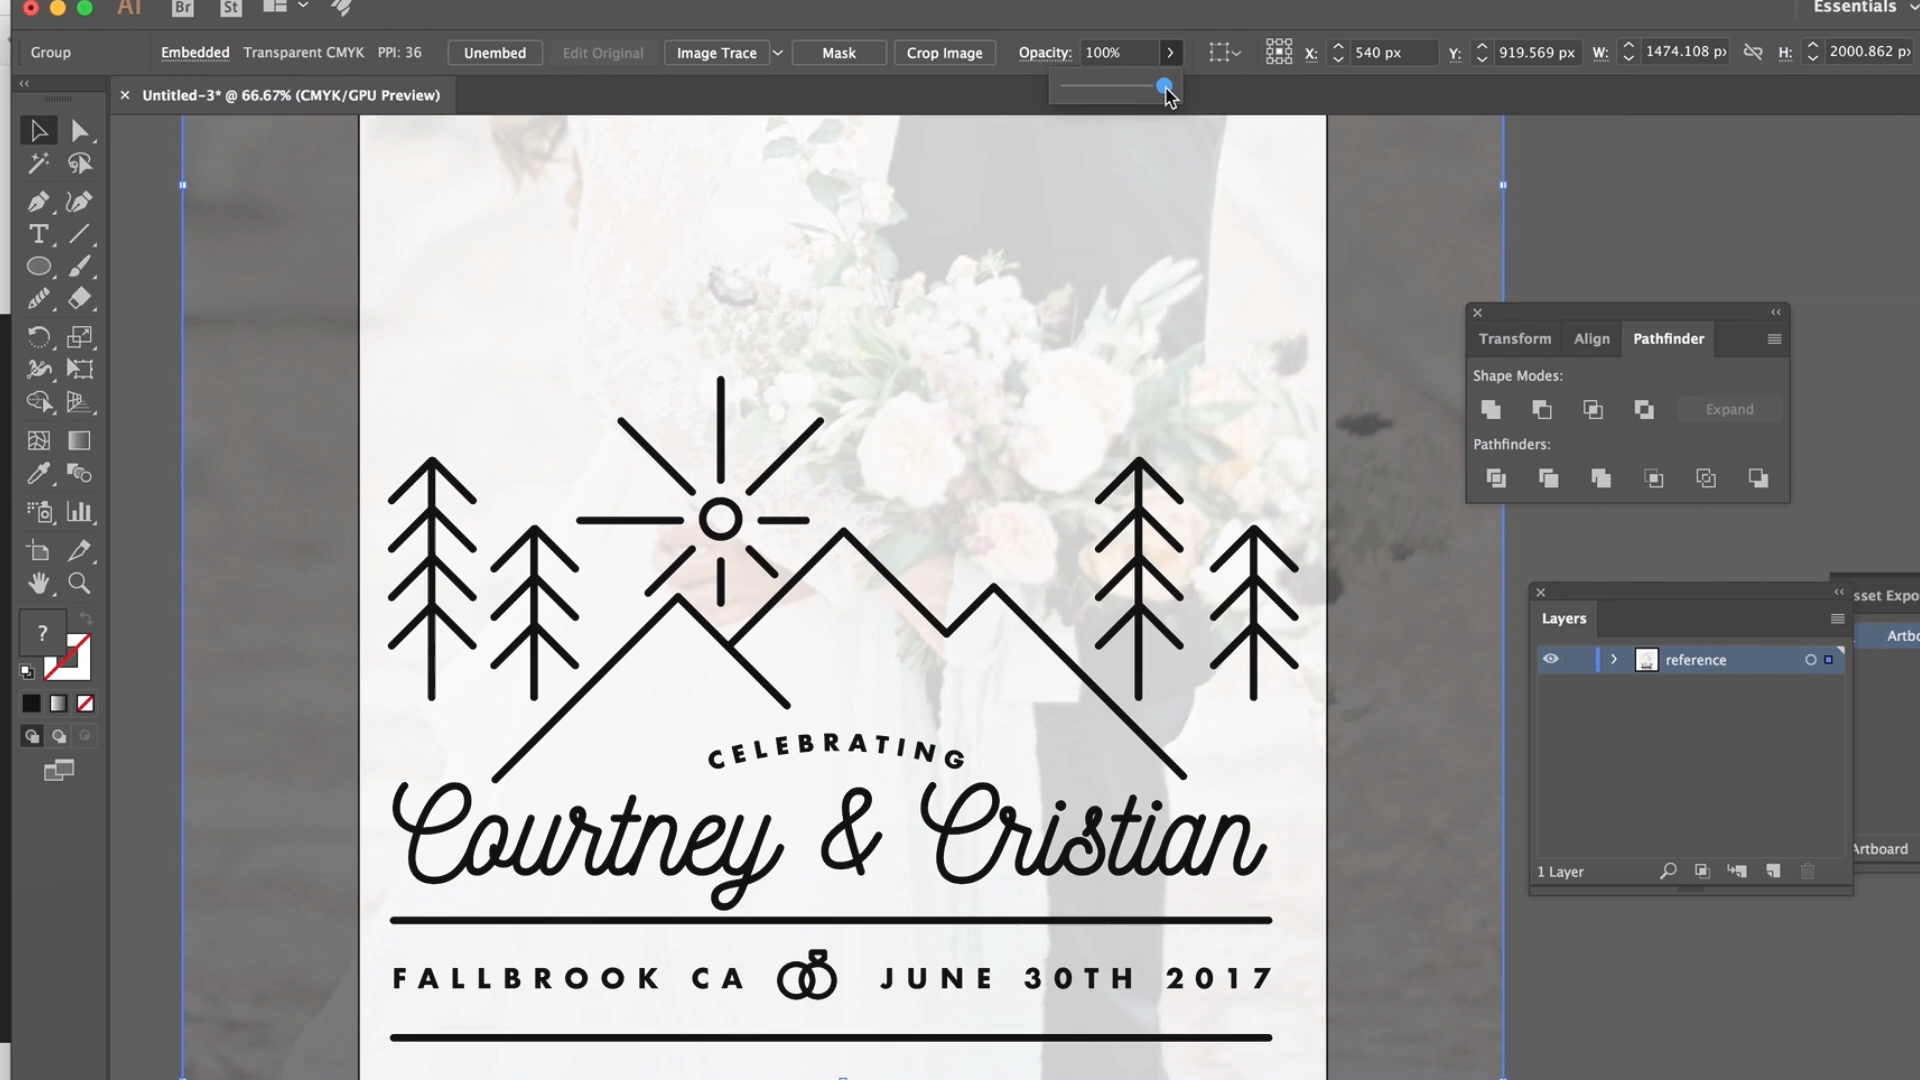 Ai Br St Essentials
Group Embedded Transparent CMYK PPI: 36 Unembed Edit Original Image Trace Mask Crop Image Opacity: 100% X: 540 px Y: 919.569 px W: 1474.108 px H: 2000.862 px
Untitled-3* @ 66.67% (CMYK/GPU Preview)
Transform Align Pathfinder
Shape Modes:
Expand
Pathfinders:
T
?
Layers
sset Expo
reference
Artbo
Artboard
1 Layer
CELEBRATING
Courtney & Cristian
FALLBROOK CA JUNE 30TH 2017